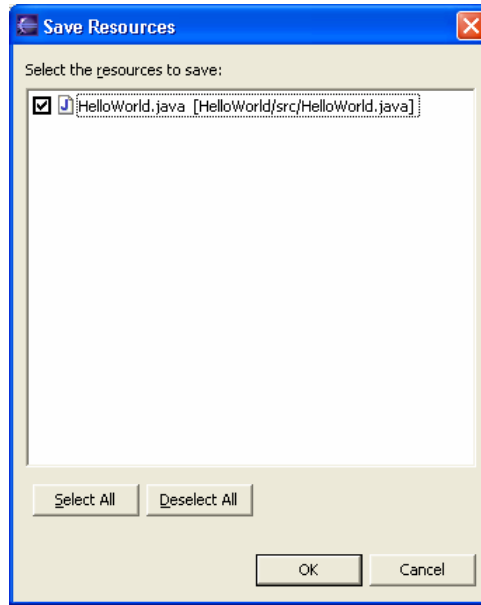 Save Resources
Select the resources to save:
HelloWorld.java [HelloWorld/src/HelloWorld.java]
Select All Deselect All
OK Cancel